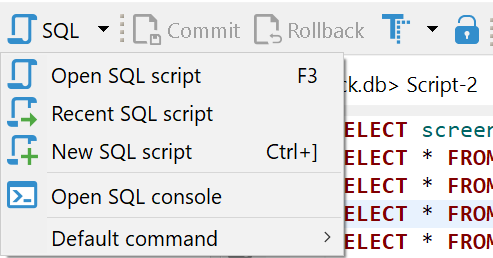 SQL Commit Rollback
Open SQL script F3
Recent SQL script
New SQL script Ctrl+]
Open SQL console
Default command
ck.db> Script-2
ELECT screen
ELECT * FROM
ELECT * FROM
ELECT * FROM
ELECT * FROM